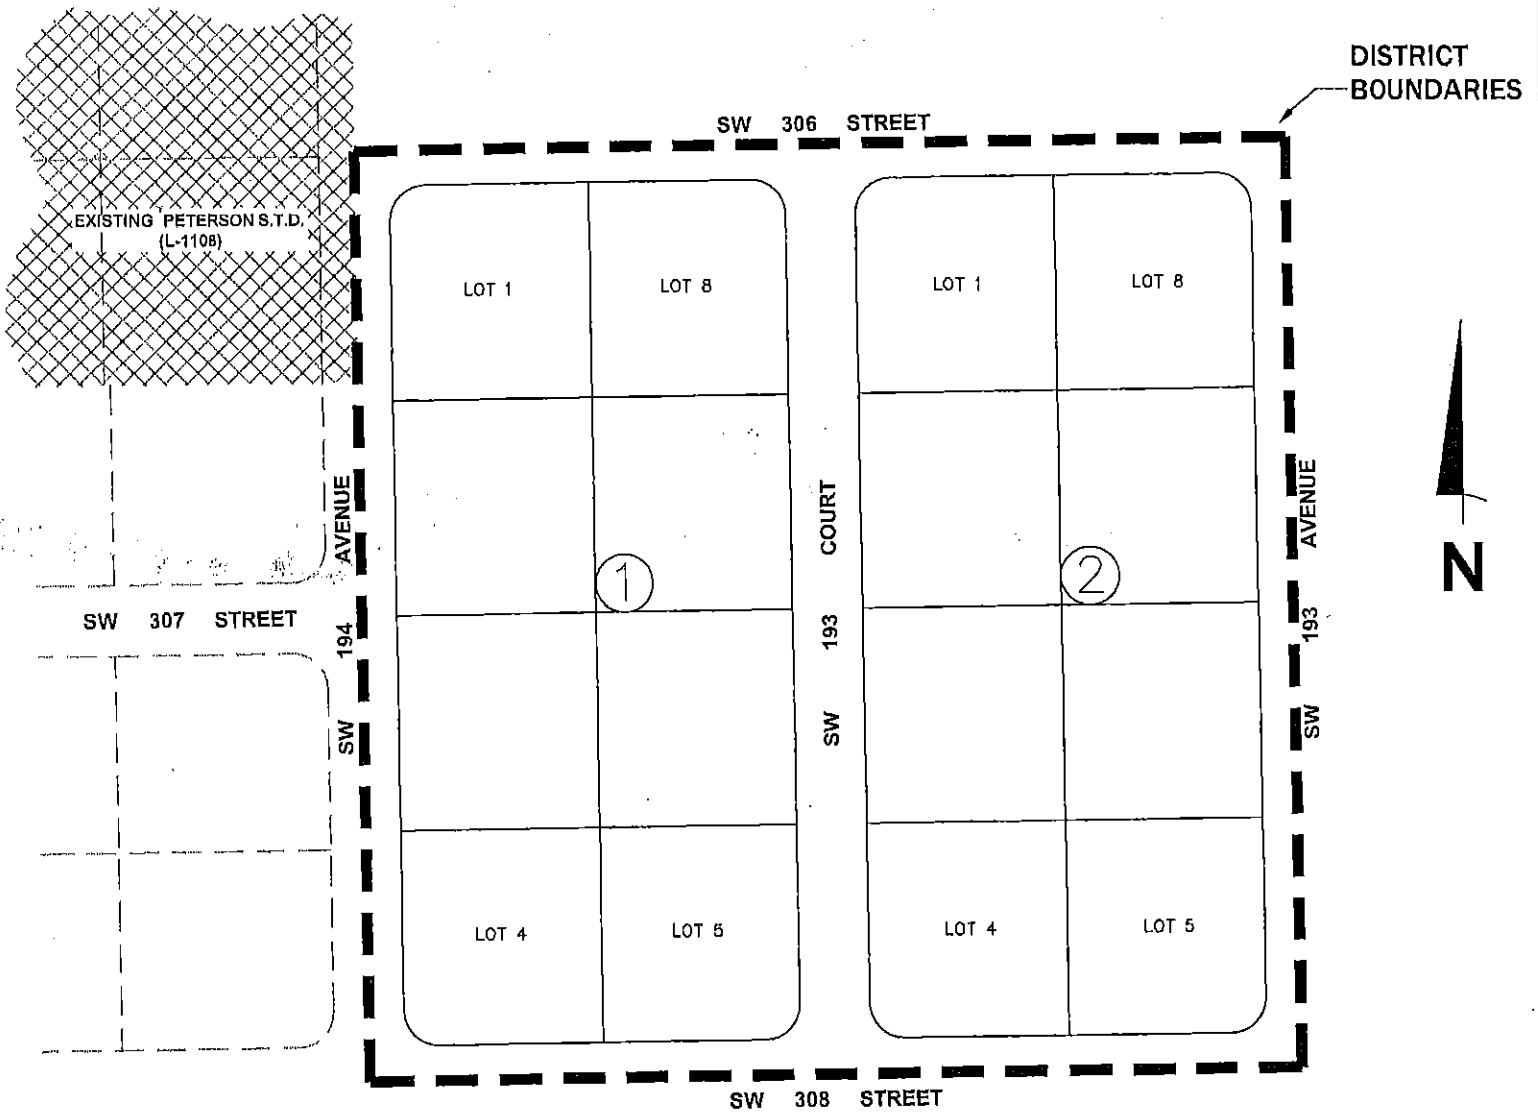 DISTRICT
BOUNDARIES
SW 306 STREET
EXISTING PETERSON S.T.D.
(L-1108)
LOT 1
LOT 8
LOT 1
LOT 8
SW 194 AVENUE
SW 193 COURT
SW 193 AVENUE
1
2
N
SW 307 STREET
LOT 4
LOT 5
LOT 4
LOT 5
SW 308 STREET